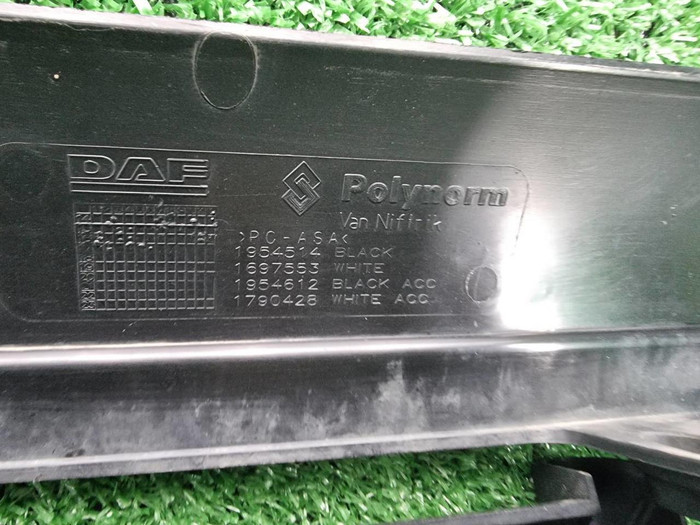 DAF
Polynorm
Van Niftrik
>PC-ASA<
1954514 BLACK
1697553 WHITE
1954612 BLACK ACC
1790428 WHITE ACC